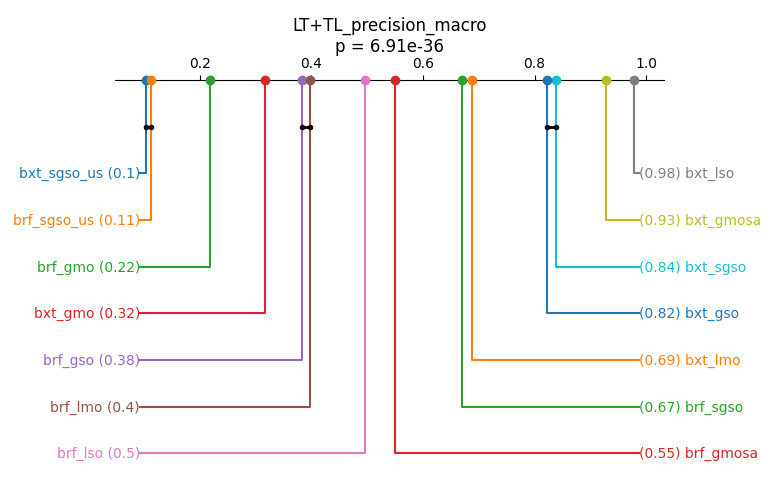 LT+TL_precision_macro
p = 6.91e-36
0.2 0.4 0.6 0.8 1.0
bxt_sgso_us (0.1) (0.98) bxt_lso
brf_sgso_us (0.11) (0.93) bxt_gmosa
brf_gmo (0.22) (0.84) bxt_sgso
bxt_gmo (0.32) (0.82) bxt_gso
brf_gso (0.38) (0.69) bxt_lmo
brf_lmo (0.4) (0.67) brf_sgso
brf_lso (0.5) (0.55) brf_gmosa